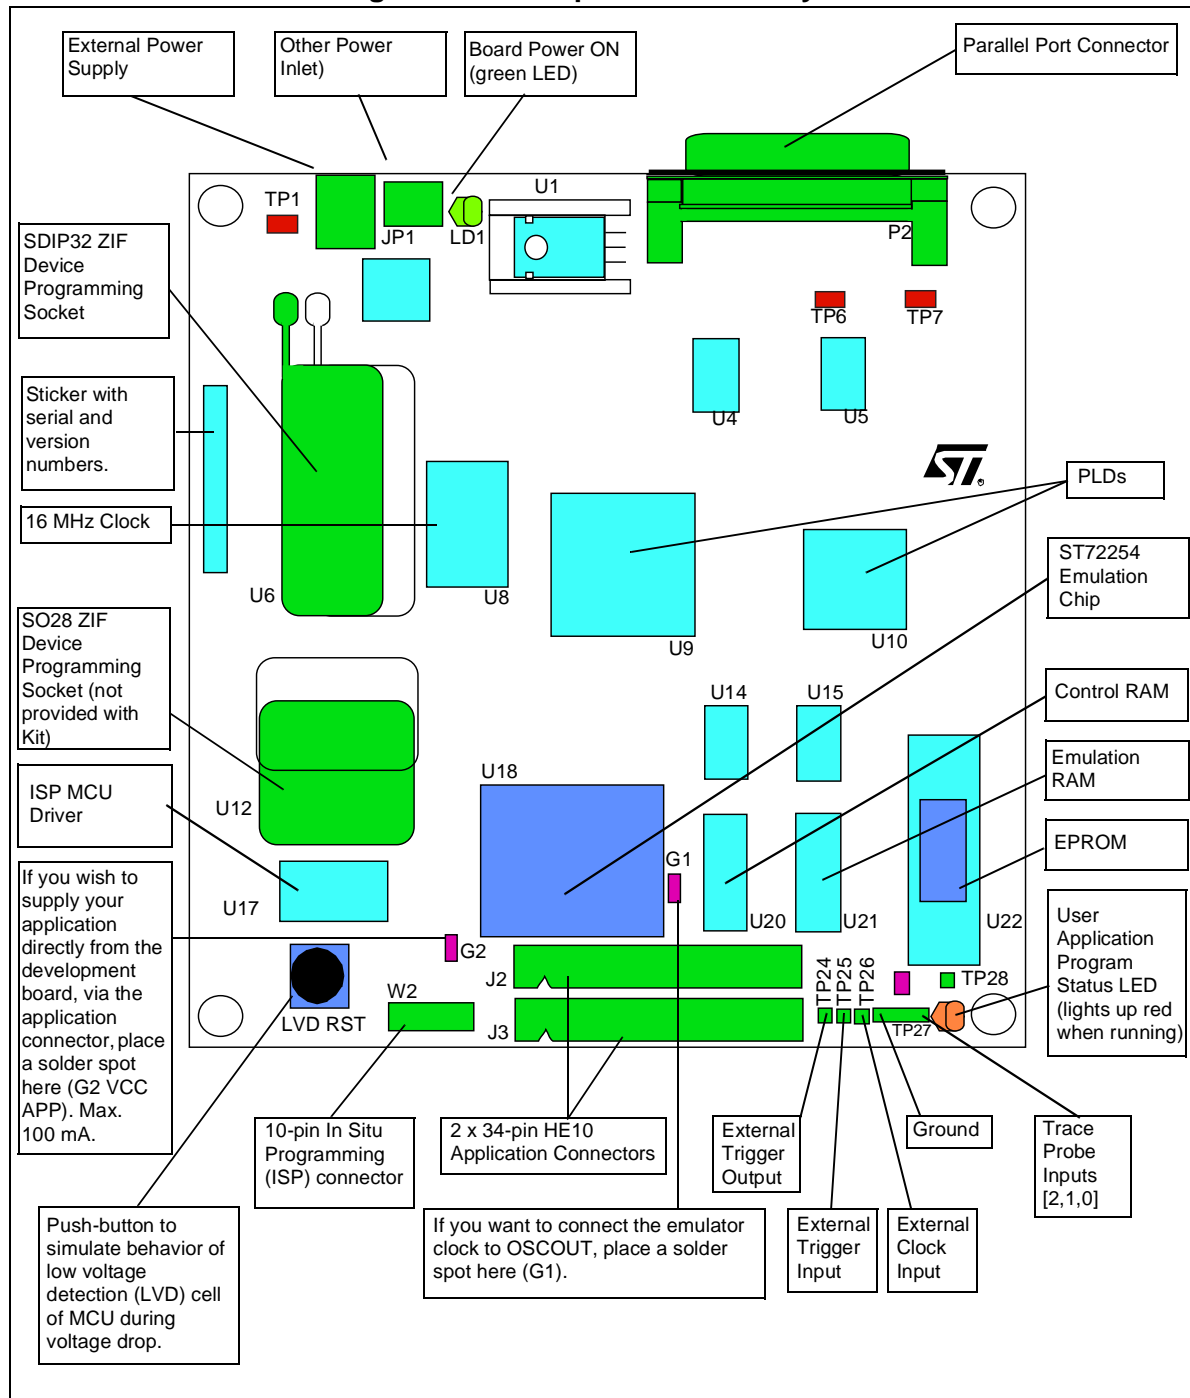 External Power
Supply
Other Power
Inlet)
Board Power ON
(green LED)
Parallel Port Connector
TP1
JP1
LD1
U1
P2
SDIP32 ZIF
Device
Programming
Socket
TP6
TP7
U4
U5
Sticker with
serial and
version
numbers.
ST
PLDs
16 MHz Clock
ST72254
Emulation
Chip
U6
U8
U9
U10
SO28 ZIF
Device
Programming
Socket (not
provided with
Kit)
U14
U15
Control RAM
Emulation
RAM
ISP MCU
Driver
U18
U12
EPROM
G1
If you wish to
supply your
application
directly from the
development
board, via the
application
connector, place
a solder spot
here (G2 VCC
APP). Max.
100 mA.
U17
U20
U21
U22
User
Application
Program
Status LED
(lights up red
when running)
G2
J2
TP24
TP25
TP26
TP28
W2
LVD RST
J3
TP27
10-pin In Situ
Programming
(ISP) connector
2 x 34-pin HE10
Application Connectors
External
Trigger
Output
Ground
Trace
Probe
Inputs
[2,1,0]
Push-button to
simulate behavior of
low voltage
detection (LVD) cell
of MCU during
voltage drop.
If you want to connect the emulator
clock to OSCOUT, place a solder
spot here (G1).
External
Trigger
Input
External
Clock
Input